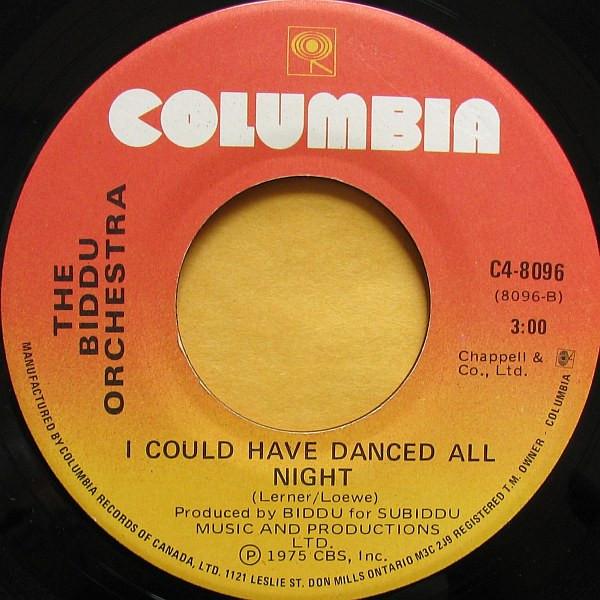 COLUMBIA
THE
BIDDU
ORCHESTRA
C4-8096
(8096-B)
3:00
Chappell &
Co., Ltd.
I COULD HAVE DANCED ALL
NIGHT
(Lerner/Loewe)
Produced by BIDDU for SUBIDDU
MUSIC AND PRODUCTIONS
LTD.
Ⓟ 1975 CBS, Inc.
MANUFACTURED BY COLUMBIA RECORDS OF CANADA, LTD. 1121 LESLIE ST. DON MILLS ONTARIO M3C 2J9 REGISTERED T.M. OWNER - COLUMBIA